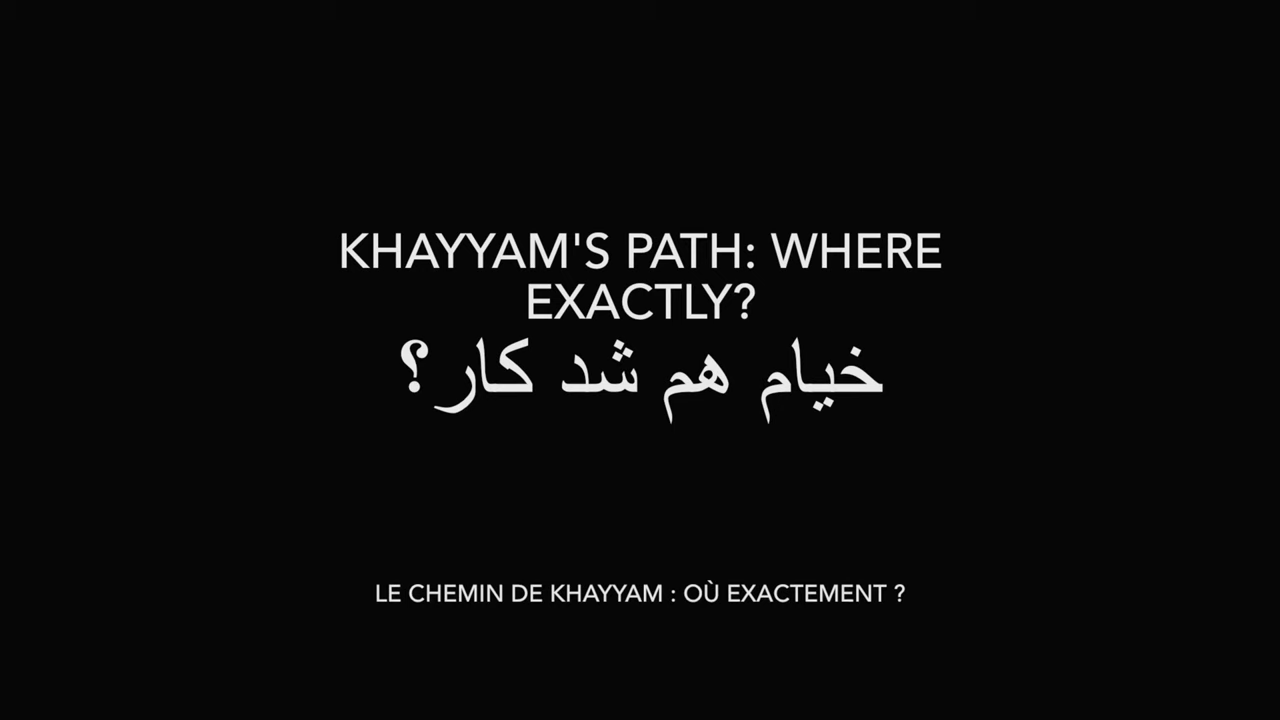 KHAYYAM'S PATH: WHERE
EXACTLY?
خیام هم شد کار؟
LE CHEMIN DE KHAYYAM : OÙ EXACTEMENT ?